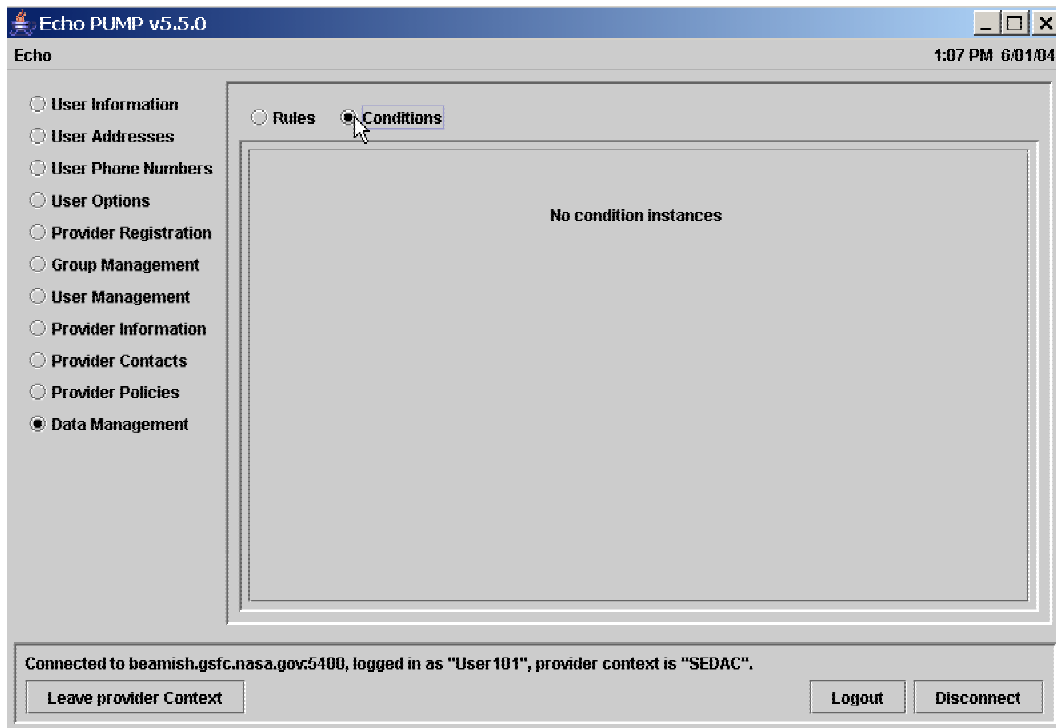 Echo PUMP v5.5.0
Echo
1:07 PM 6/01/04
User Information
User Addresses
User Phone Numbers
User Options
Provider Registration
Group Management
User Management
Provider Information
Provider Contacts
Provider Policies
Data Management
Rules
Conditions
No condition instances
Connected to beamish.gsfc.nasa.gov:5400, logged in as "User101", provider context is "SEDAC".
Leave provider Context
Logout
Disconnect